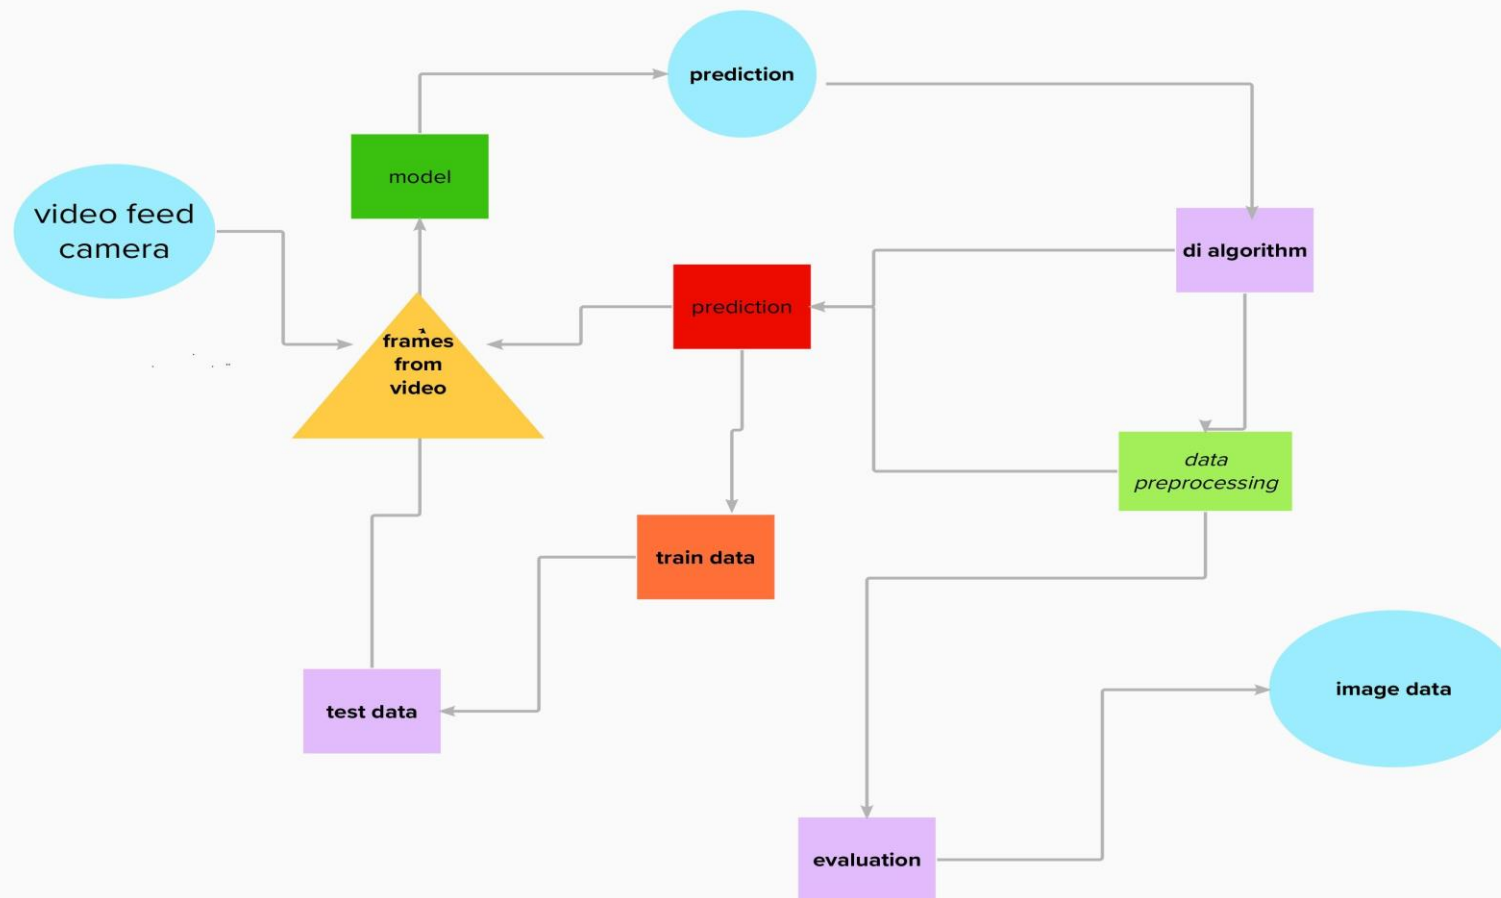 prediction
model
video feed
camera
di algorithm
prediction
frames
from
video
data
preprocessing
train data
image data
test data
evaluation